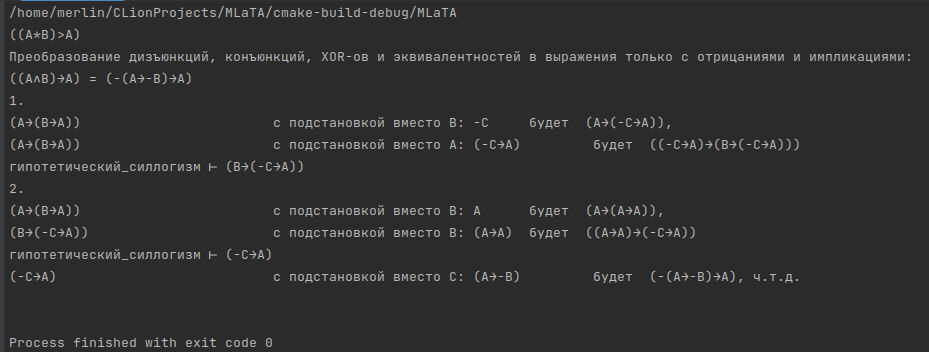 /home/merlin/CLionProjects/MLaTA/cmake-build-debug/MLaTA
((A*B)>A)
Преобразование дизъюнкций, конъюнкций, XOR-ов и эквивалентностей в выражения только с отрицаниями и импликациями:
((A∧B)→A) = (-(A→-B)→A)
1.
(A→(B→A)) с подстановкой вместо B: -C будет (A→(-C→A)),
(A→(B→A)) с подстановкой вместо A: (-C→A) будет ((-C→A)→(B→(-C→A)))
гипотетический_силлогизм ⊢ (B→(-C→A))
2.
(A→(B→A)) с подстановкой вместо B: A будет (A→(A→A)),
(B→(-C→A)) с подстановкой вместо B: (A→A) будет ((A→A)→(-C→A))
гипотетический_силлогизм ⊢ (-C→A)
(-C→A) с подстановкой вместо C: (A→-B) будет (-(A→-B)→A), ч.т.д.
Process finished with exit code 0